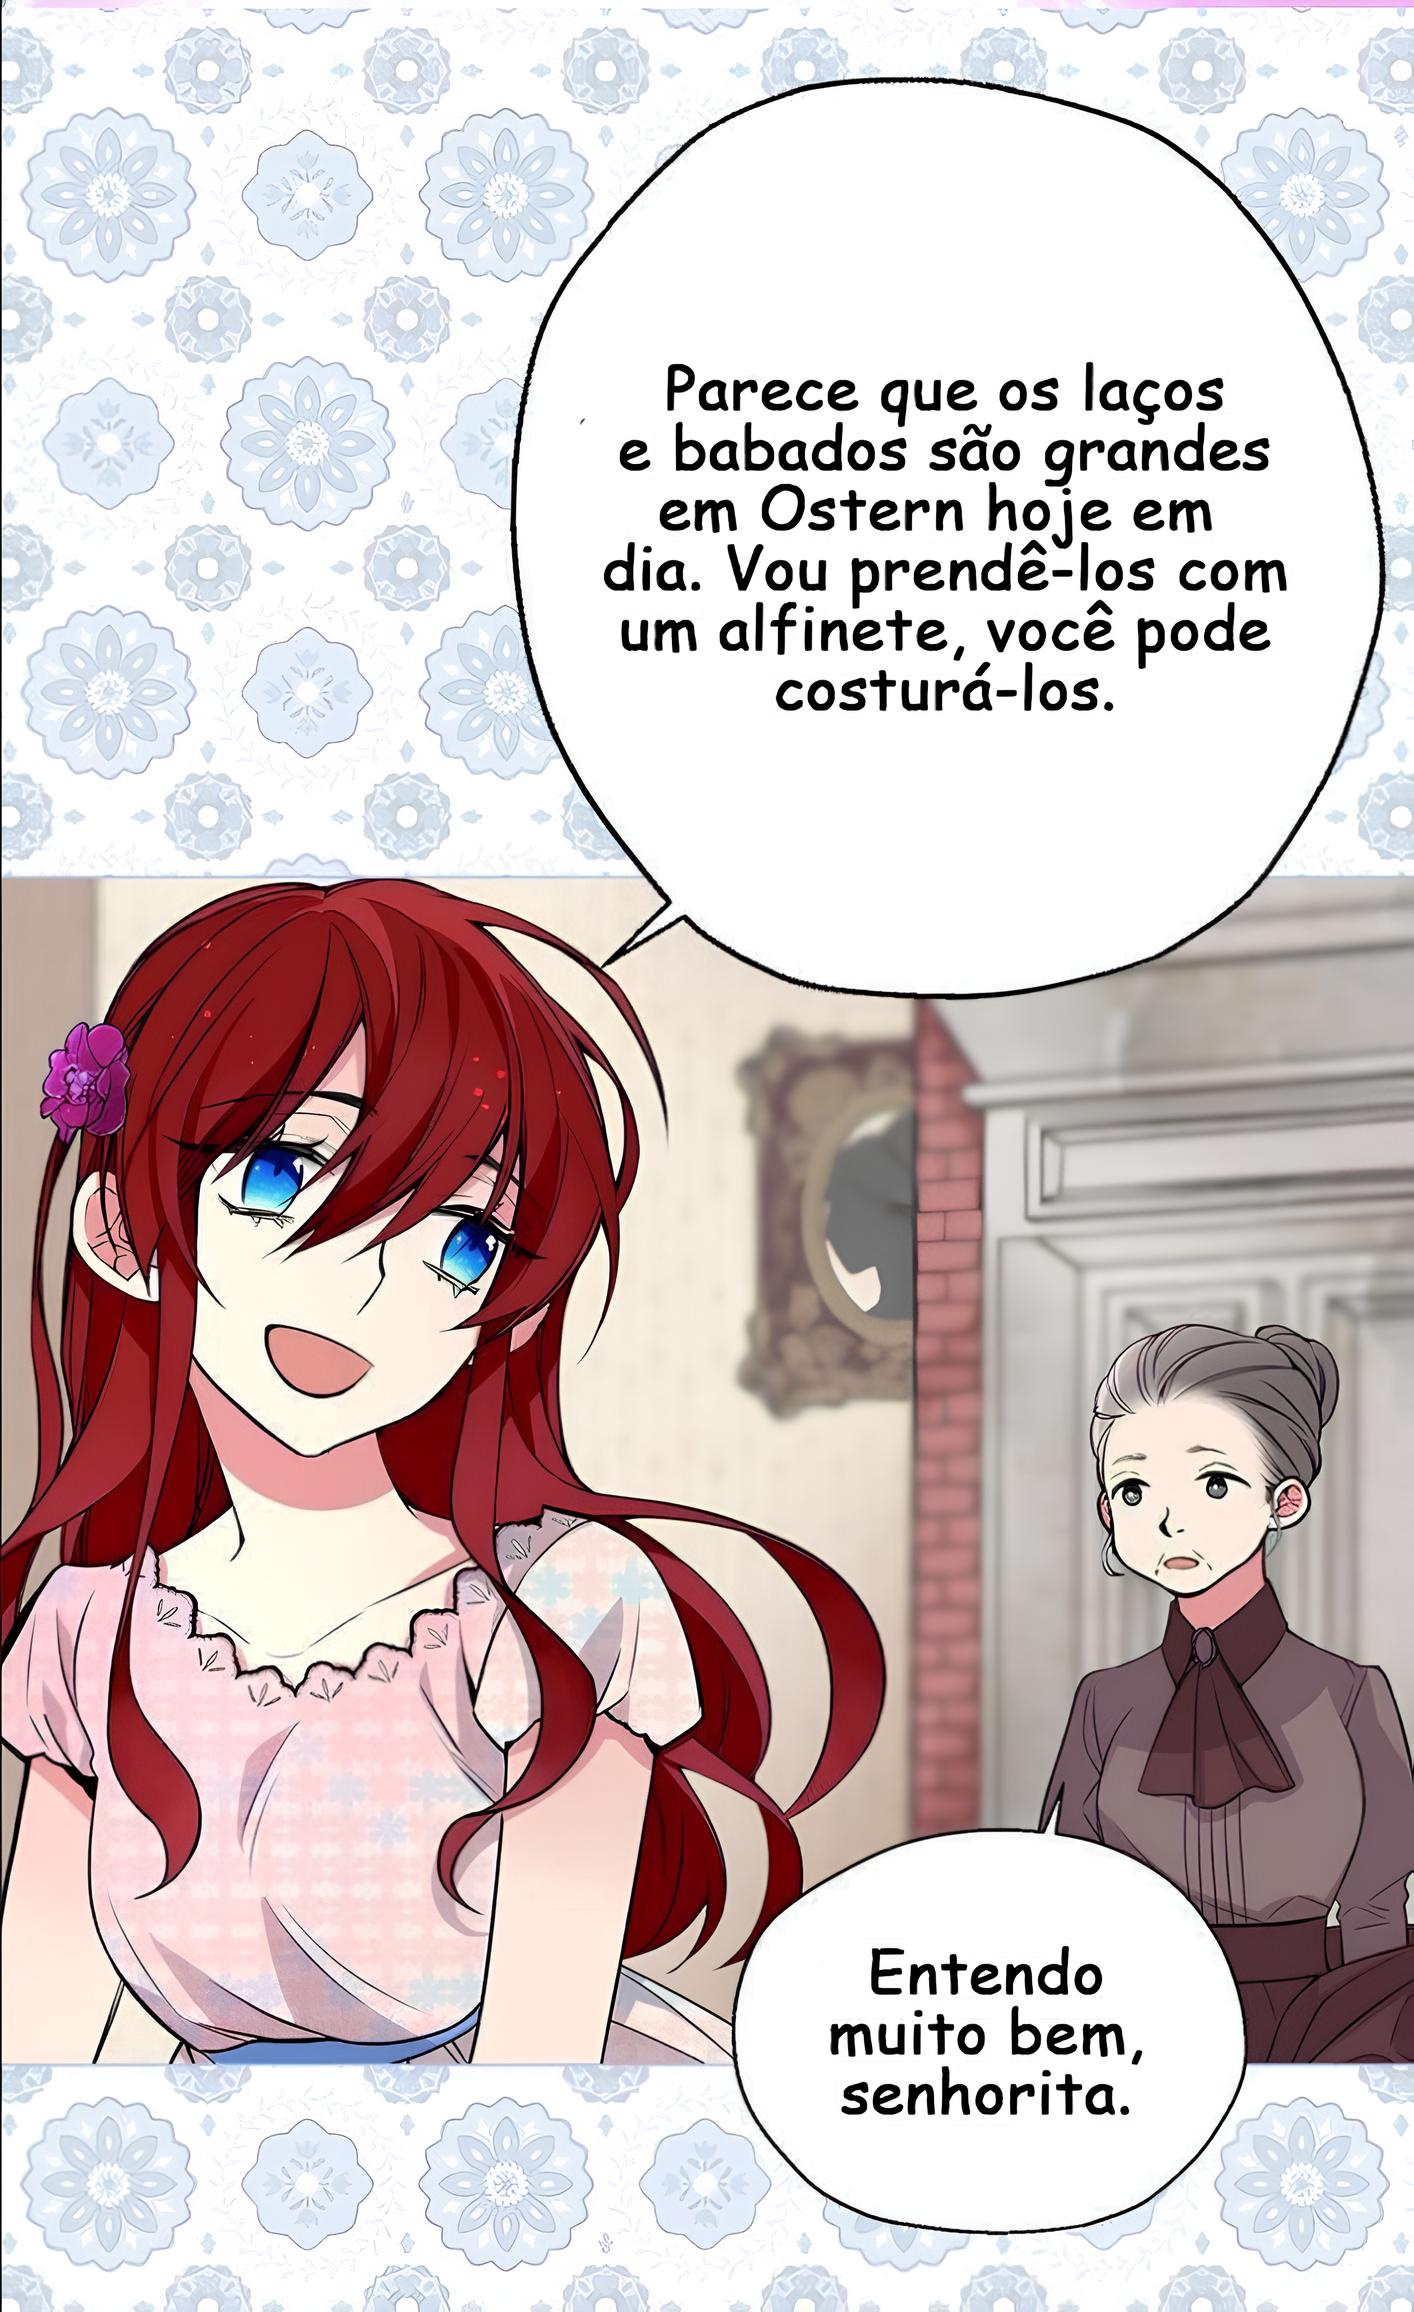 Parece que os laços
e babados são grandes
em Ostern hoje em
dia. Vou prendê-los com
um alfinete, você pode
costurá-los.
Entendo
muito bem,
senhorita.